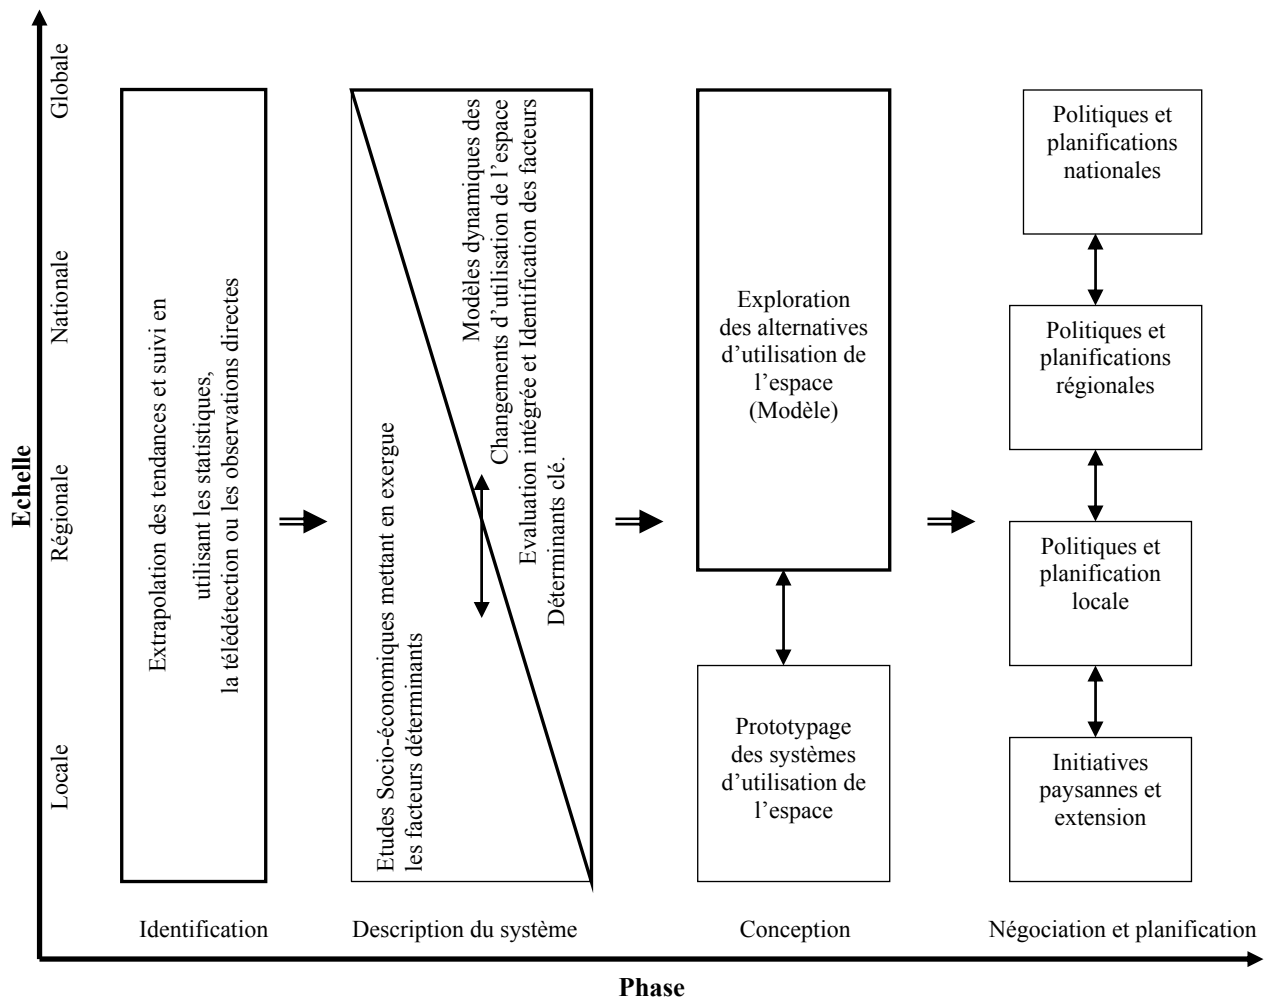 Echelle
Globale
Nationale
Régionale
Locale
Extrapolation des tendances et suivi en
utilisant les statistiques,
la télédétection ou les observations directes
Etudes Socio-économiques mettant en exergue
les facteurs déterminants
Modèles dynamiques des
Changements d’utilisation de l’espace
Evaluation intégrée et Identification des facteurs
Déterminants clé.
Exploration
des alternatives
d’utilisation de
l’espace
(Modèle)
Prototypage
des systèmes
d’utilisation de
l’espace
Politiques et
planifications
nationales
Politiques et
planifications
régionales
Politiques et
planification
locale
Initiatives
paysannes et
extension
Identification
Description du système
Conception
Négociation et planification
Phase